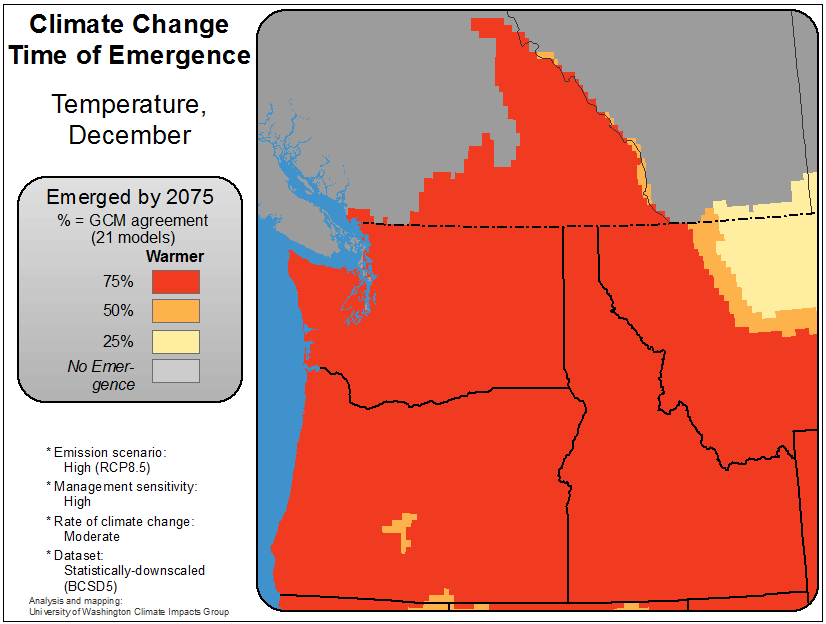 Climate Change
Time of Emergence
Temperature,
December
Emerged by 2075
% = GCM agreement
(21 models)
Warmer
75%
50%
25%
No Emer-
gence
* Emission scenario:
High (RCP8.5)
* Management sensitivity:
High
* Rate of climate change:
Moderate
* Dataset:
Statistically-downscaled
(BCSD5)
Analysis and mapping:
University of Washington Climate Impacts Group